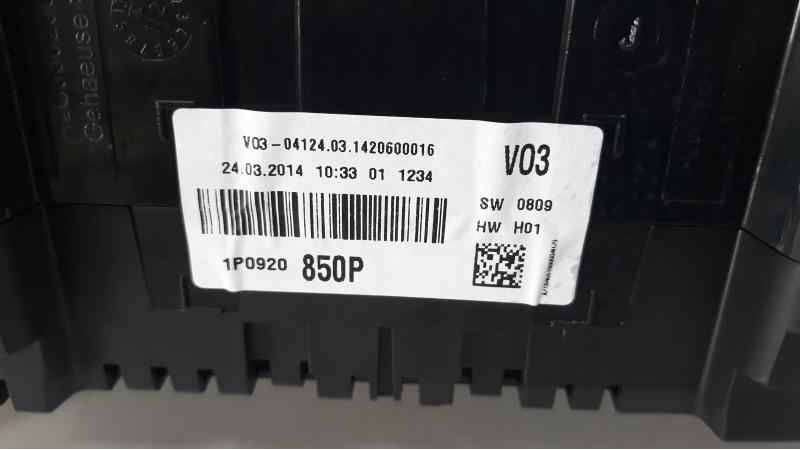 Gehaeuse
V03-04124.03.1420600016
24.03.2014 10:33 01 1234
V03
SW 0809
HW H01
1P0920 850P